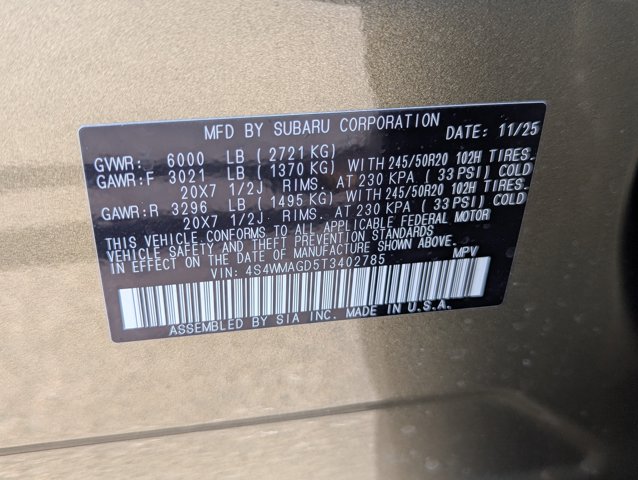 MFD BY SUBARU CORPORATION DATE: 11/25
GVWR: 6000 LB ( 2721 KG)
GAWR:F 3021 LB ( 1370 KG) WITH 245/50R20 102H TIRES.
20X7 1/2J RIMS. AT 230 KPA ( 33 PSI) COLD
GAWR:R 3296 LB ( 1495 KG) WITH 245/50R20 102H TIRES.
20X7 1/2J RIMS. AT 230 KPA ( 33 PSI) COLD
THIS VEHICLE CONFORMS TO ALL APPLICABLE FEDERAL MOTOR
VEHICLE SAFETY AND THEFT PREVENTION STANDARDS
IN EFFECT ON THE DATE OF MANUFACTURE SHOWN ABOVE.
VIN: 4S4WMAGD5T3402785 MPV
ASSEMBLED BY SIA INC. MADE IN U.S.A.